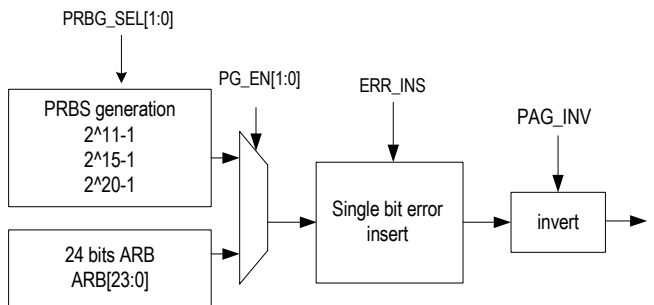 PRBG_SEL[1:0]
PG_EN[1:0]
ERR_INS
PAG_INV
PRBS generation
2^11-1
2^15-1
2^20-1
Single bit error
insert
invert
24 bits ARB
ARB[23:0]